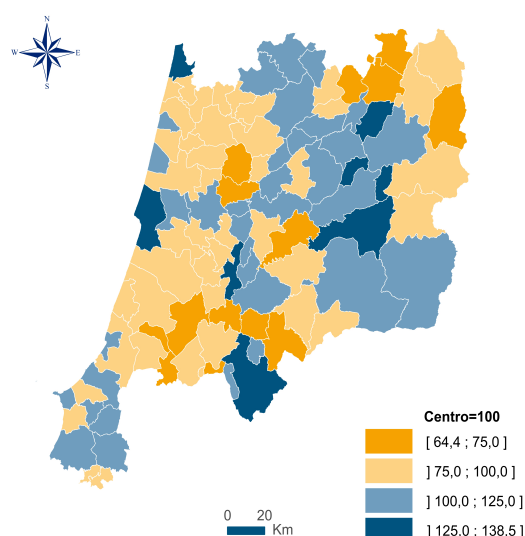 N
W E
S
Centro=100
[ 64,4 ; 75,0 ]
] 75,0 ; 100,0 ]
] 100,0 ; 125,0 ]
] 125,0 ; 138,5 ]
0 20
Km